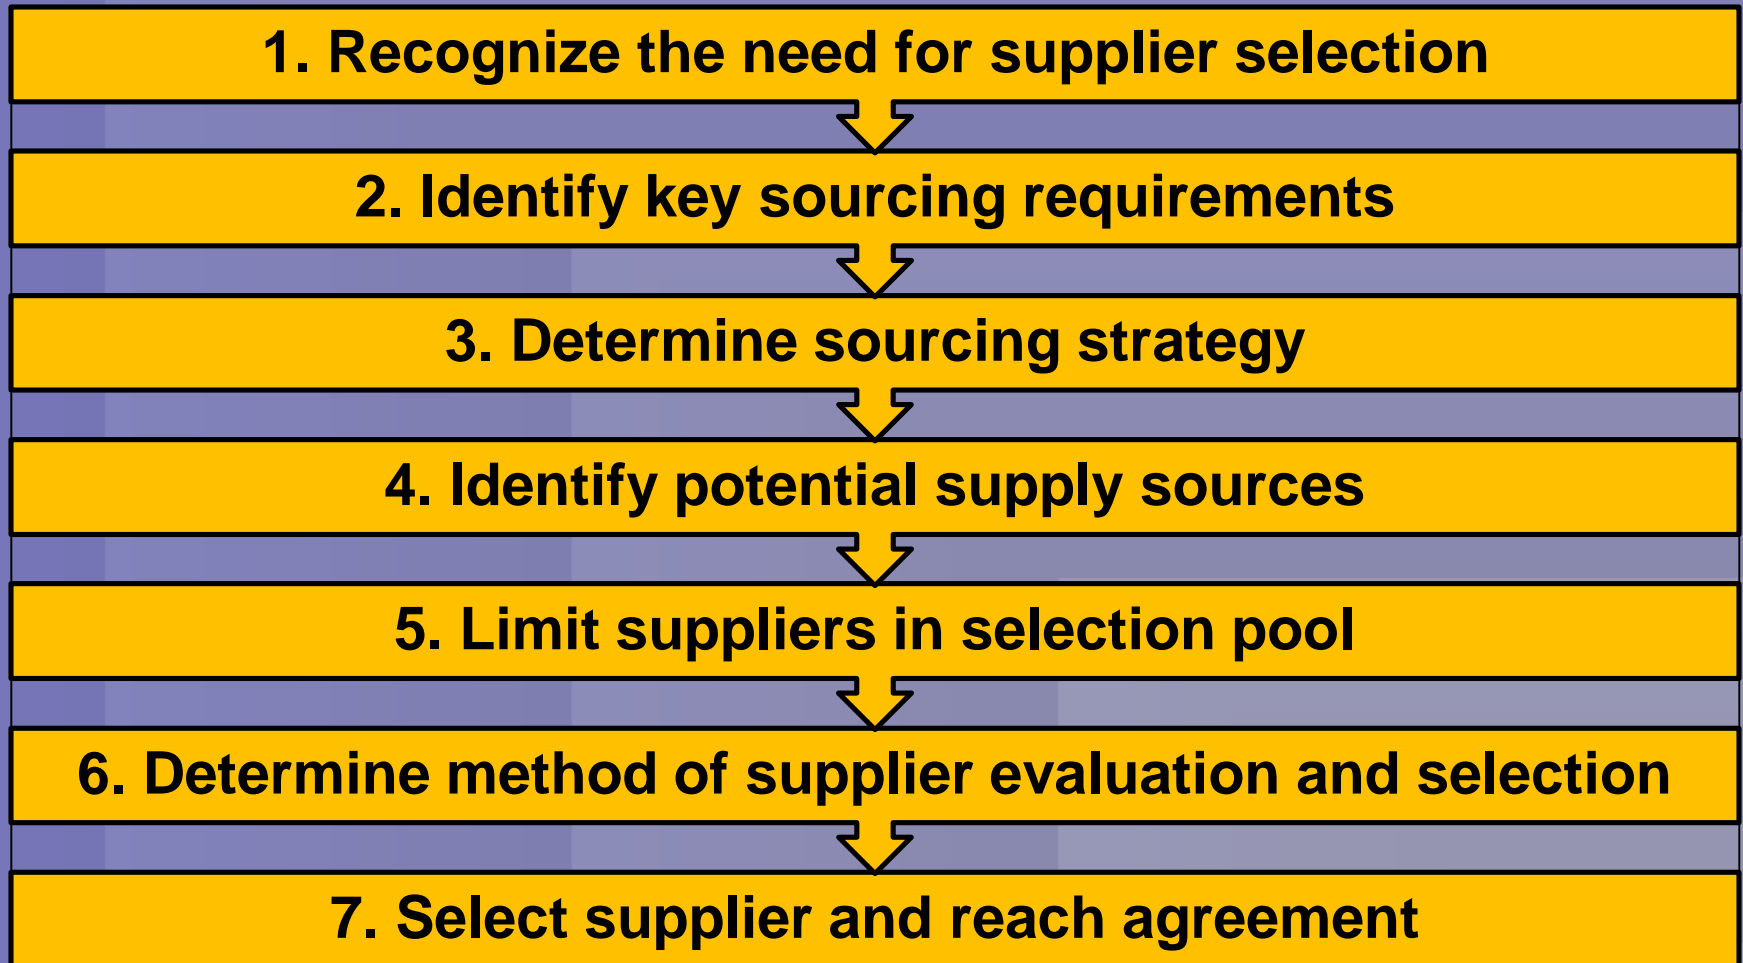 1. Recognize the need for supplier selection
2. Identify key sourcing requirements
3. Determine sourcing strategy
4. Identify potential supply sources
5. Limit suppliers in selection pool
6. Determine method of supplier evaluation and selection
7. Select supplier and reach agreement